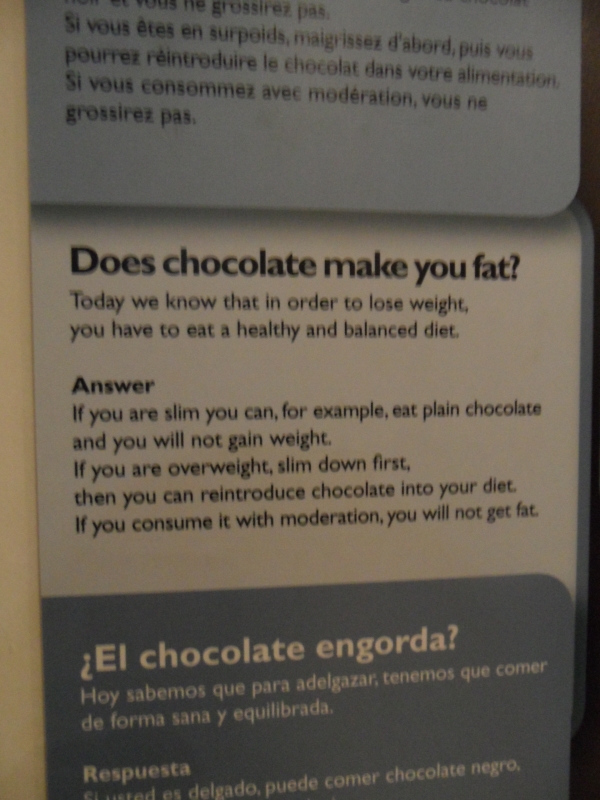 noir et vous ne grossirez pas.
Si vous êtes en surpoids, maigrissez d'abord, puis vous
pourrez réintroduire le chocolat dans votre alimentation.
Si vous consommez avec modération, vous ne
grossirez pas.
Does chocolate make you fat?
Today we know that in order to lose weight,
you have to eat a healthy and balanced diet.
Answer
If you are slim you can, for example, eat plain chocolate
and you will not gain weight.
If you are overweight, slim down first,
then you can reintroduce chocolate into your diet.
If you consume it with moderation, you will not get fat.
¿El chocolate engorda?
Hoy sabemos que para adelgazar, tenemos que comer
de forma sana y equilibrada.
Respuesta
Si usted es delgado, puede comer chocolate negro,